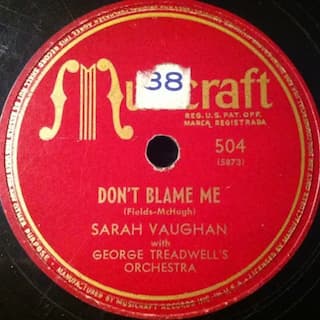 Musicraft
38
REG. U. S. PAT. OFF.
MARCA REGISTRADA
504
(5873)
DON'T BLAME ME
(Fields-McHugh)
SARAH VAUGHAN
with
GEORGE TREADWELL'S
ORCHESTRA
MANUFACTURED BY MUSICRAFT RECORDS INC.